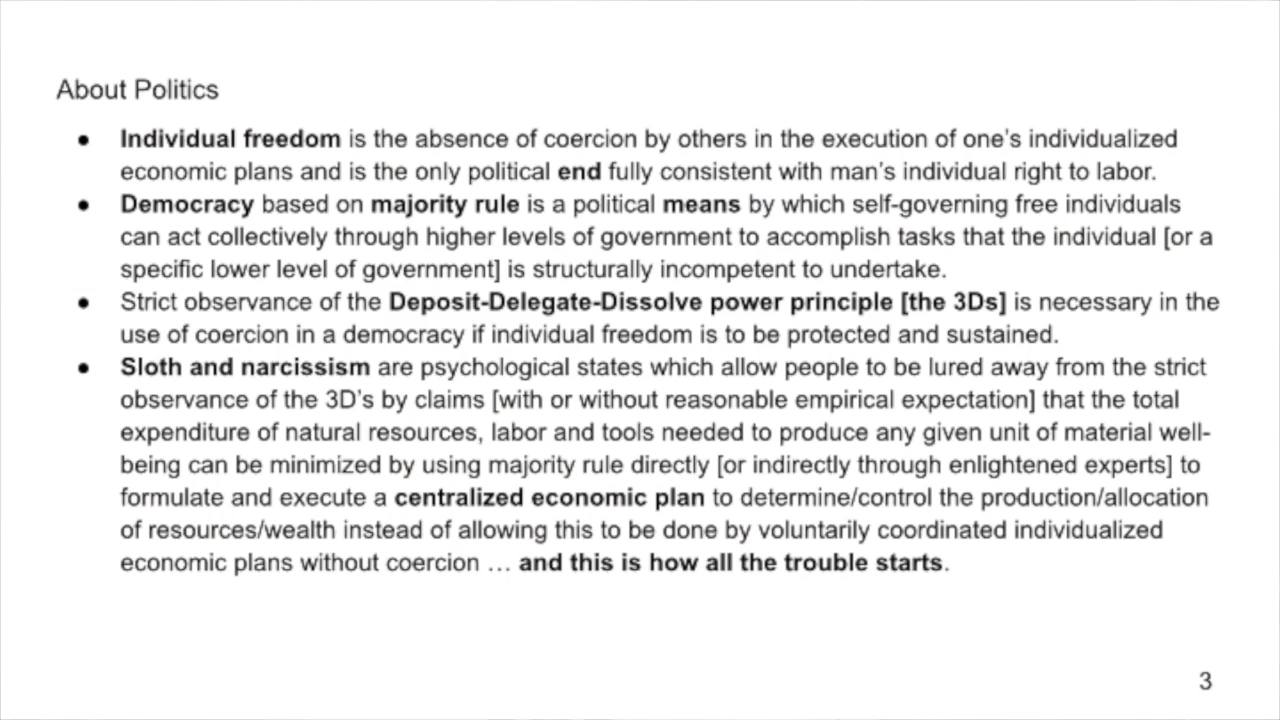 About Politics
● Individual freedom is the absence of coercion by others in the execution of one's individualized
economic plans and is the only political end fully consistent with man's individual right to labor.
● Democracy based on majority rule is a political means by which self-governing free individuals
can act collectively through higher levels of government to accomplish tasks that the individual [or a
specific lower level of government] is structurally incompetent to undertake.
● Strict observance of the Deposit-Delegate-Dissolve power principle [the 3Ds] is necessary in the
use of coercion in a democracy if individual freedom is to be protected and sustained.
● Sloth and narcissism are psychological states which allow people to be lured away from the strict
observance of the 3D's by claims [with or without reasonable empirical expectation] that the total
expenditure of natural resources, labor and tools needed to produce any given unit of material well-
being can be minimized by using majority rule directly [or indirectly through enlightened experts] to
formulate and execute a centralized economic plan to determine/control the production/allocation
of resources/wealth instead of allowing this to be done by voluntarily coordinated individualized
economic plans without coercion … and this is how all the trouble starts.
3